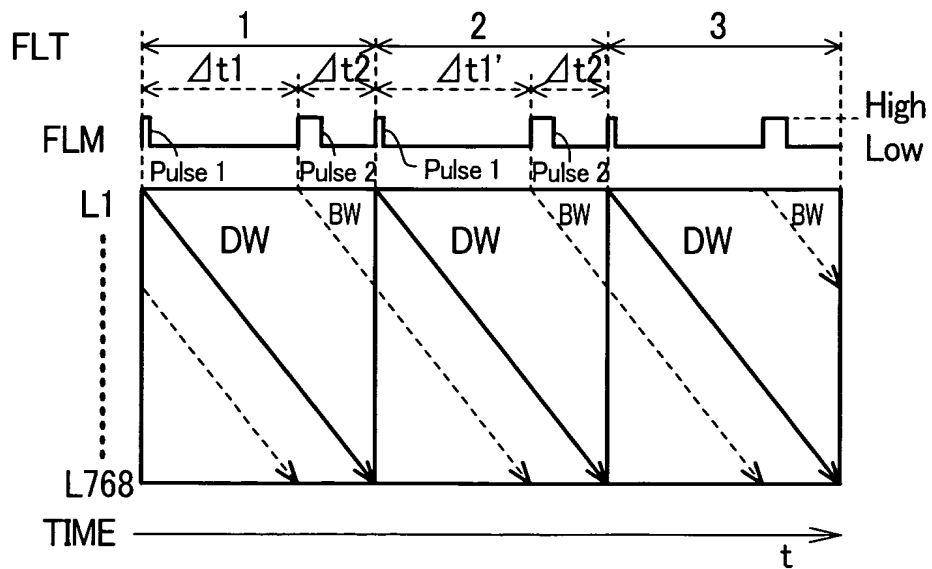 FLT 1 2 3
⊿t1 ⊿t2 ⊿t1' ⊿t2'
FLM High
Low
Pulse 1 Pulse 2 Pulse 1 Pulse 2
L1
BW BW BW
DW DW DW
L768
TIME
t